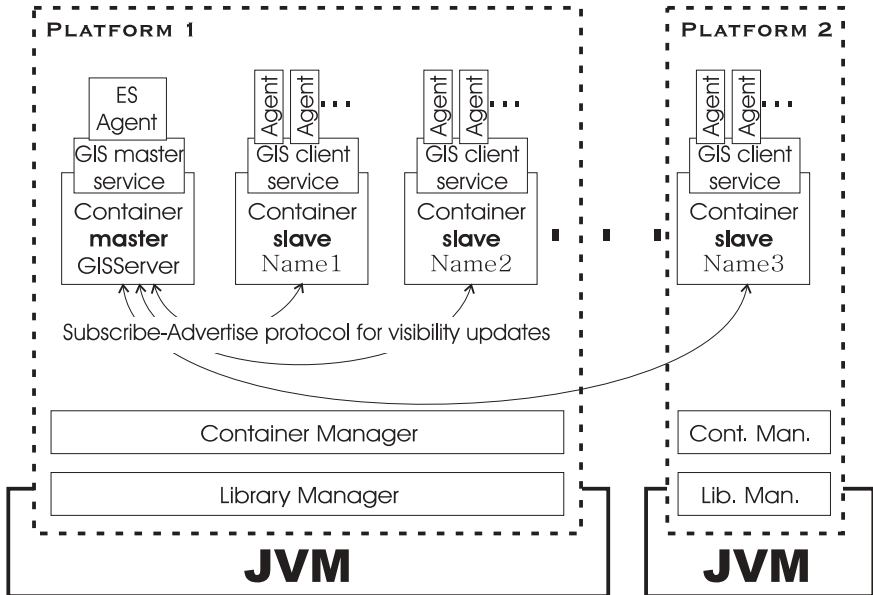 PLATFORM 1
ES
Agent
GIS master
service
Container
master
GISServer
Agent
Agent
GIS client
service
Container
slave
Name1
Agent
Agent
GIS client
service
Container
slave
Name2
Subscribe-Advertise protocol for visibility updates
Container Manager
Library Manager
JVM
PLATFORM 2
Agent
Agent
GIS client
service
Container
slave
Name3
Cont. Man.
Lib. Man.
JVM